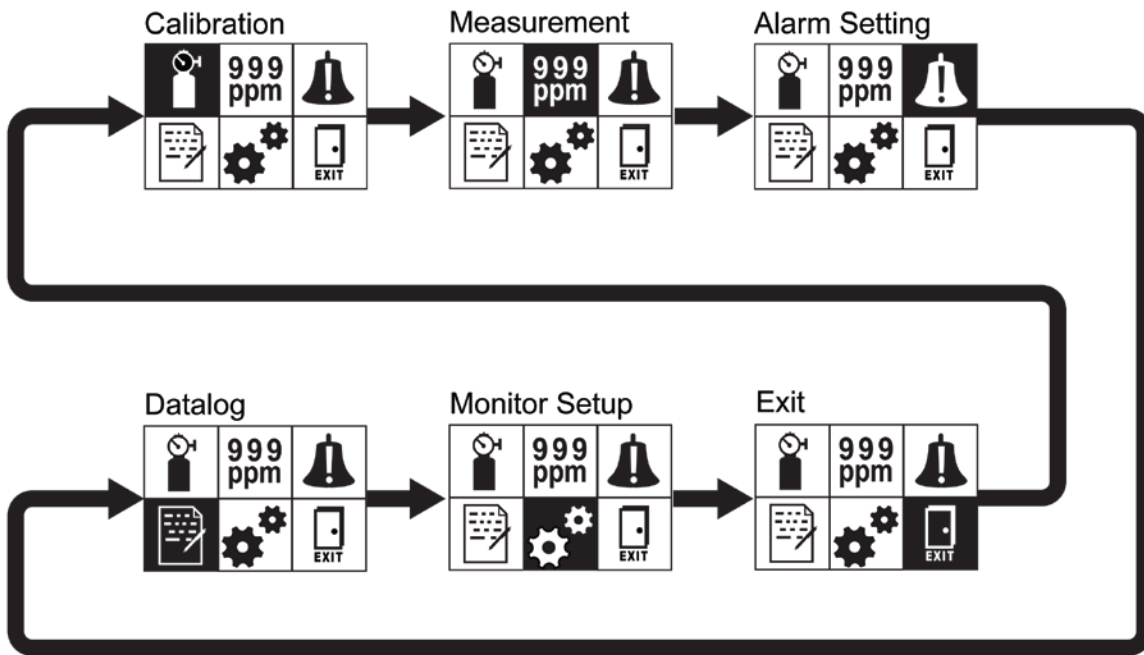 Calibration
999
ppm
EXIT
Measurement
999
ppm
EXIT
Alarm Setting
999
ppm
EXIT
Datalog
999
ppm
EXIT
Monitor Setup
999
ppm
EXIT
Exit
999
ppm
EXIT